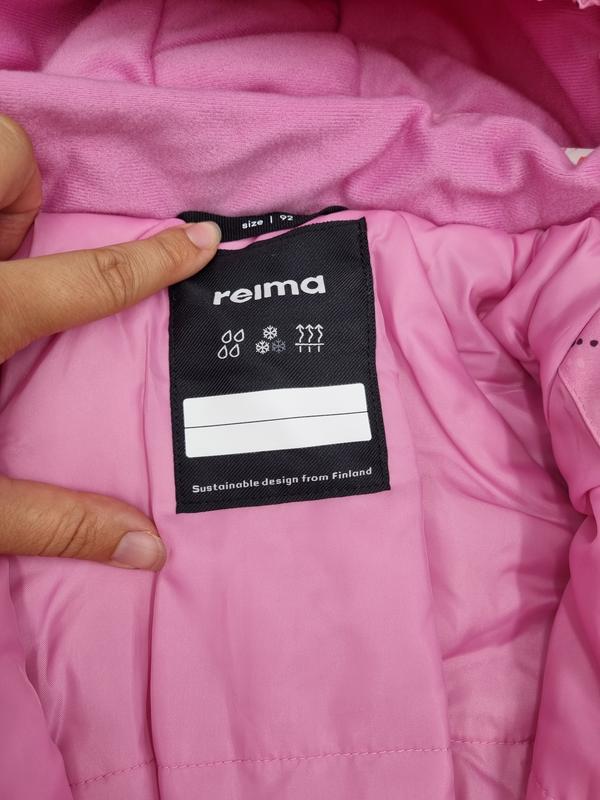 size | 92
reima
Sustainable design from Finland